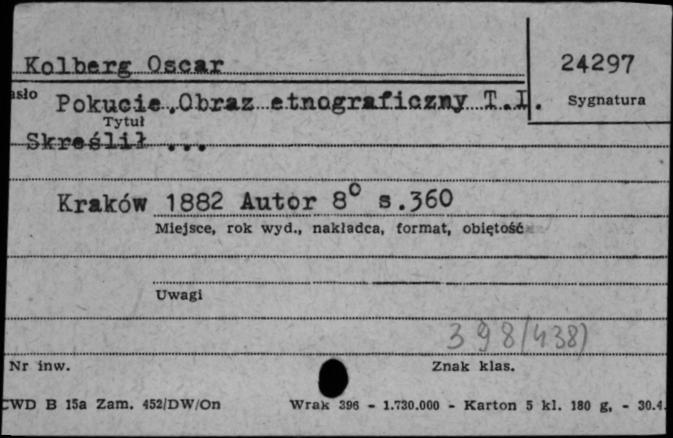 Kolberg Oscar
24297
asło Pokucie.Obraz etnograficzny T.I.
Sygnatura
Tytuł
Skreślił ...
Kraków 1882 Autor 8° s.360
Miejsce, rok wyd., nakładca, format, objętość
Uwagi
398(438)
Nr inw.
Znak klas.
CWD B 15a Zam. 452/DW/On Wrak 396 - 1.730.000 - Karton 5 kl. 180 g. - 30.4.